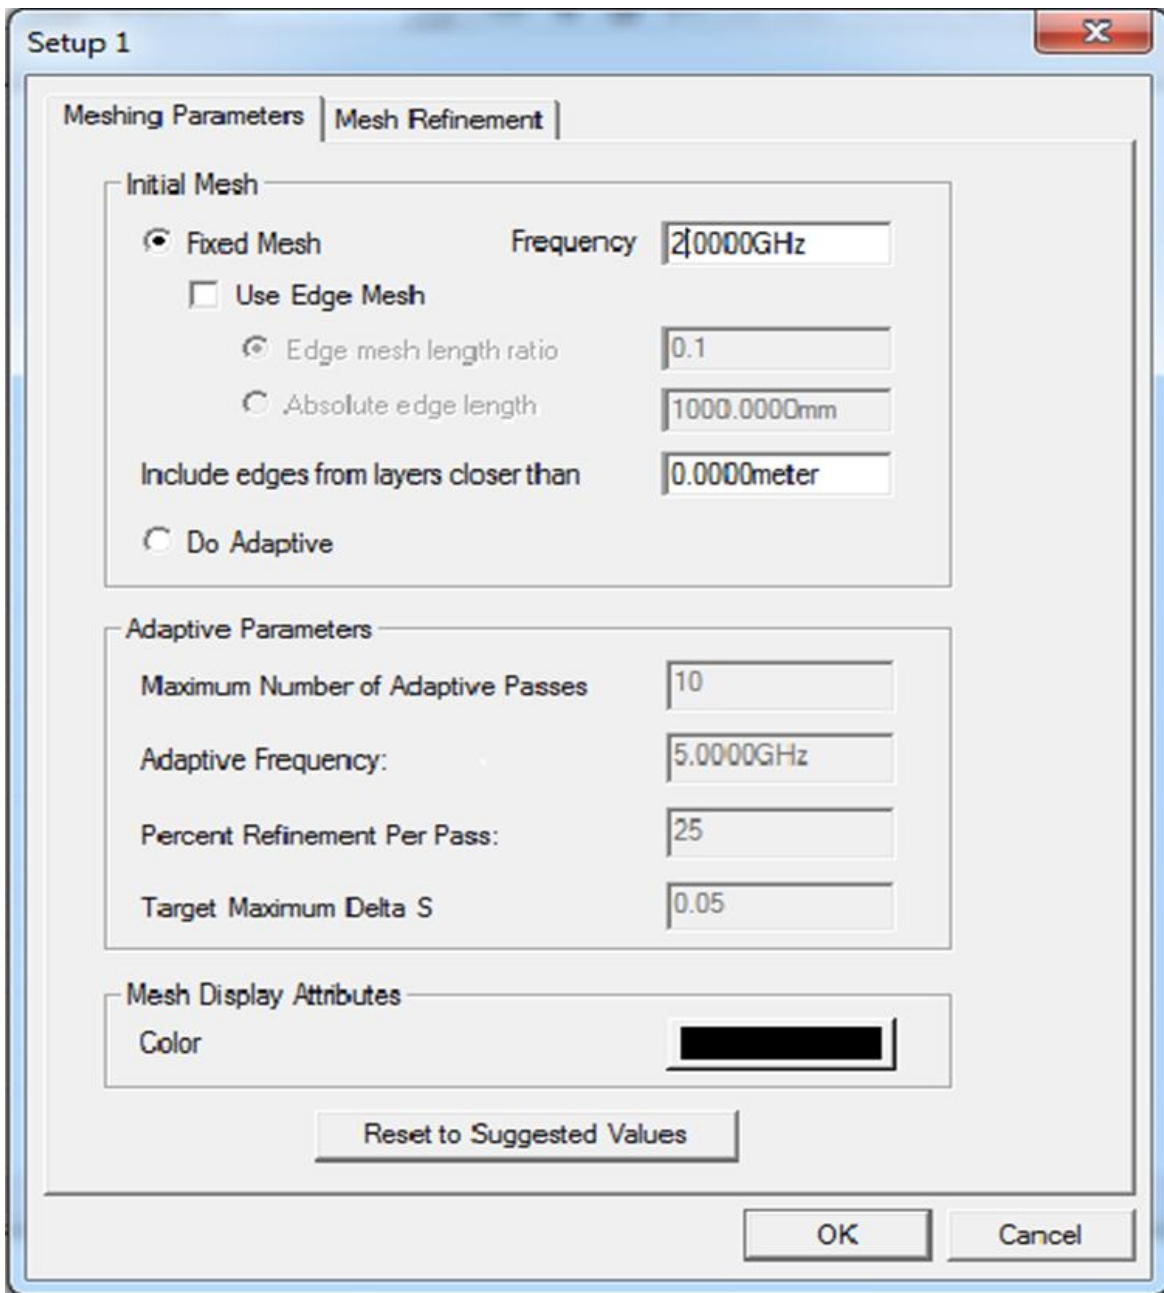 Setup 1
Meshing Parameters Mesh Refinement
Initial Mesh
Fixed Mesh Frequency 2.0000GHz
Use Edge Mesh
Edge mesh length ratio 0.1
Absolute edge length 1000.0000mm
Include edges from layers closer than 0.0000meter
Do Adaptive
Adaptive Parameters
Maximum Number of Adaptive Passes 10
Adaptive Frequency: 5.0000GHz
Percent Refinement Per Pass: 25
Target Maximum Delta S 0.05
Mesh Display Attributes
Color
Reset to Suggested Values
OK Cancel